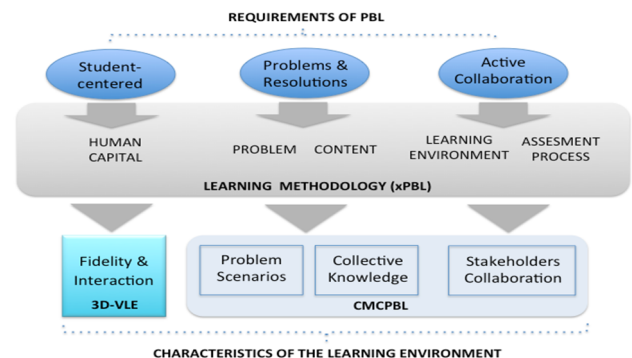 REQUIREMENTS OF PBL
Student-
centered
Problems &
Resolutions
Active
Collaboration
HUMAN
CAPITAL
PROBLEM
CONTENT
LEARNING
ENVIRONMENT
ASSESMENT
PROCESS
LEARNING METHODOLOGY (xPBL)
Fidelity &
Interaction
3D-VLE
Problem
Scenarios
Collective
Knowledge
Stakeholders
Collaboration
CMCPBL
CHARACTERISTICS OF THE LEARNING ENVIRONMENT